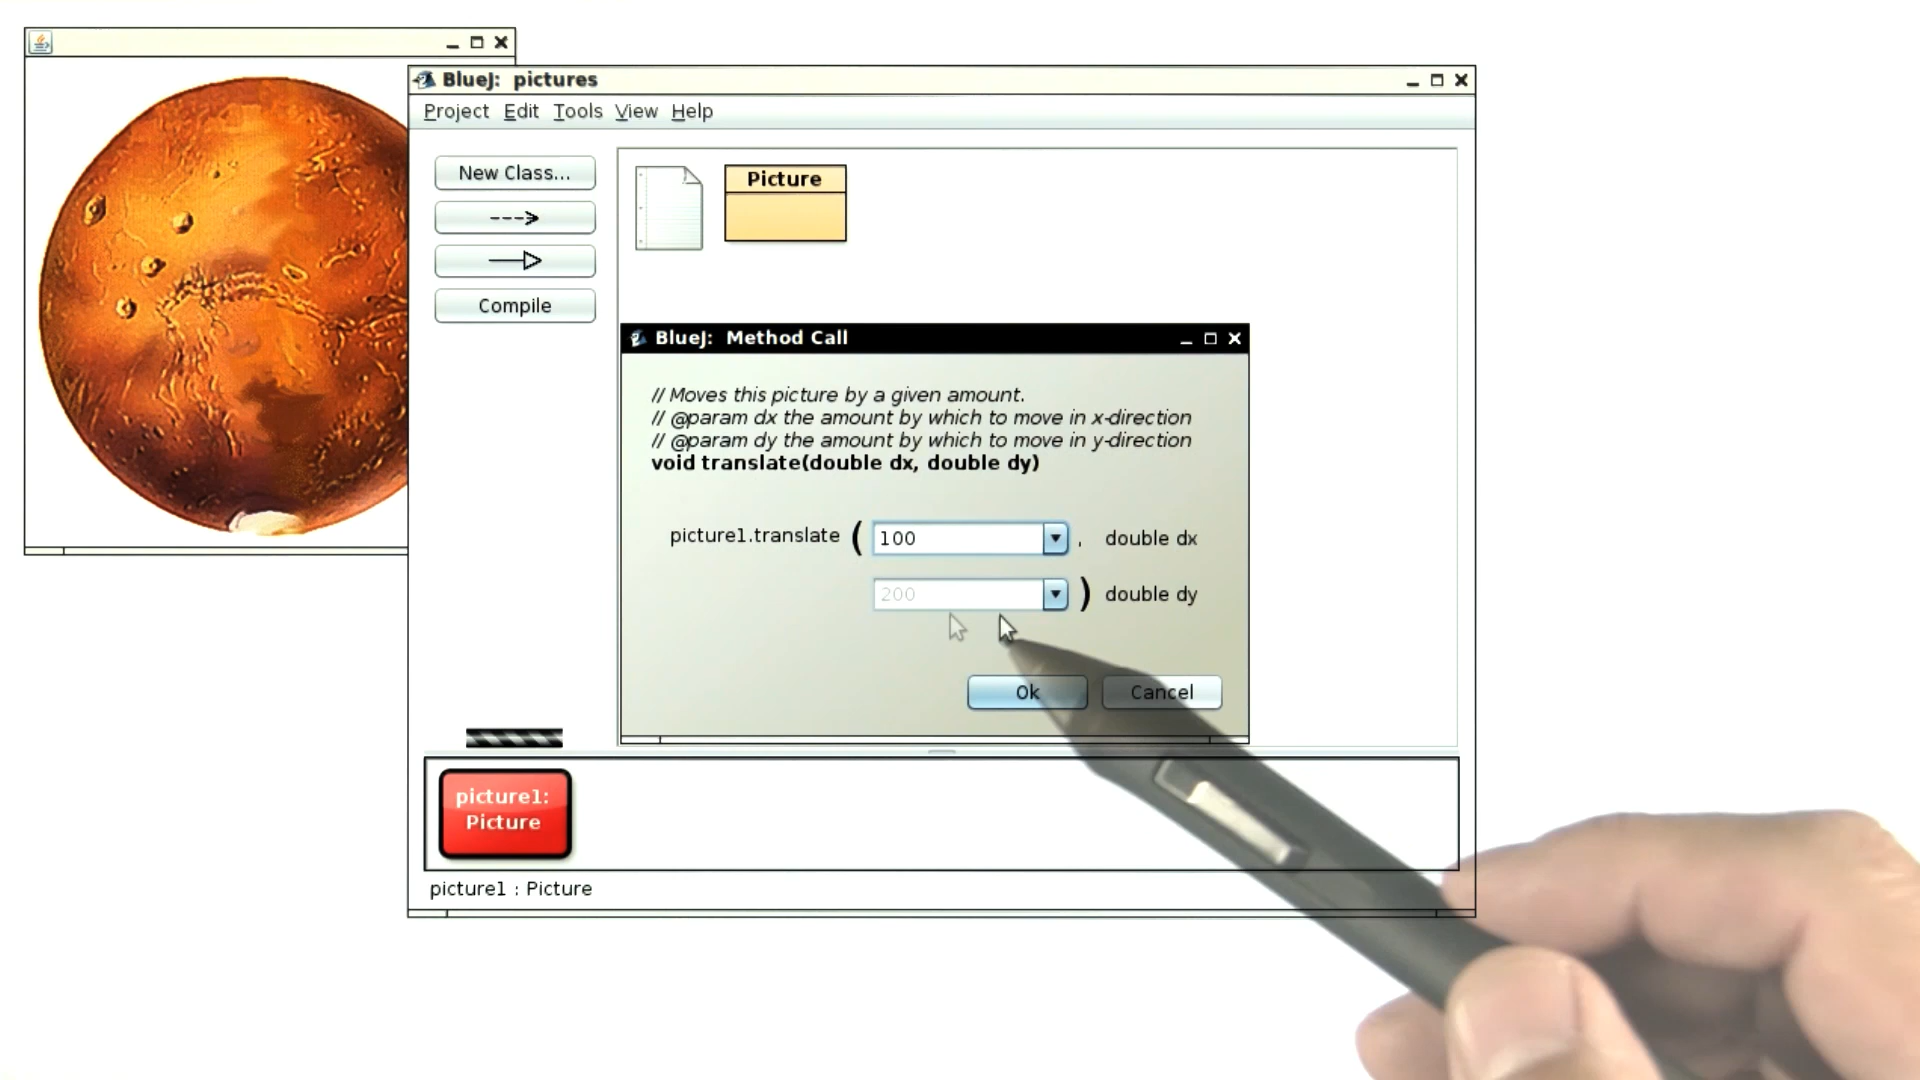 BlueJ: pictures
Project Edit Tools View Help
New Class...
Compile
Picture
BlueJ: Method Call
// Moves this picture by a given amount.
// @param dx the amount by which to move in x-direction
// @param dy the amount by which to move in y-direction
void translate(double dx, double dy)
picture1.translate ( 100 , double dx
200 ) double dy
Ok Cancel
picture1:
Picture
picture1 : Picture